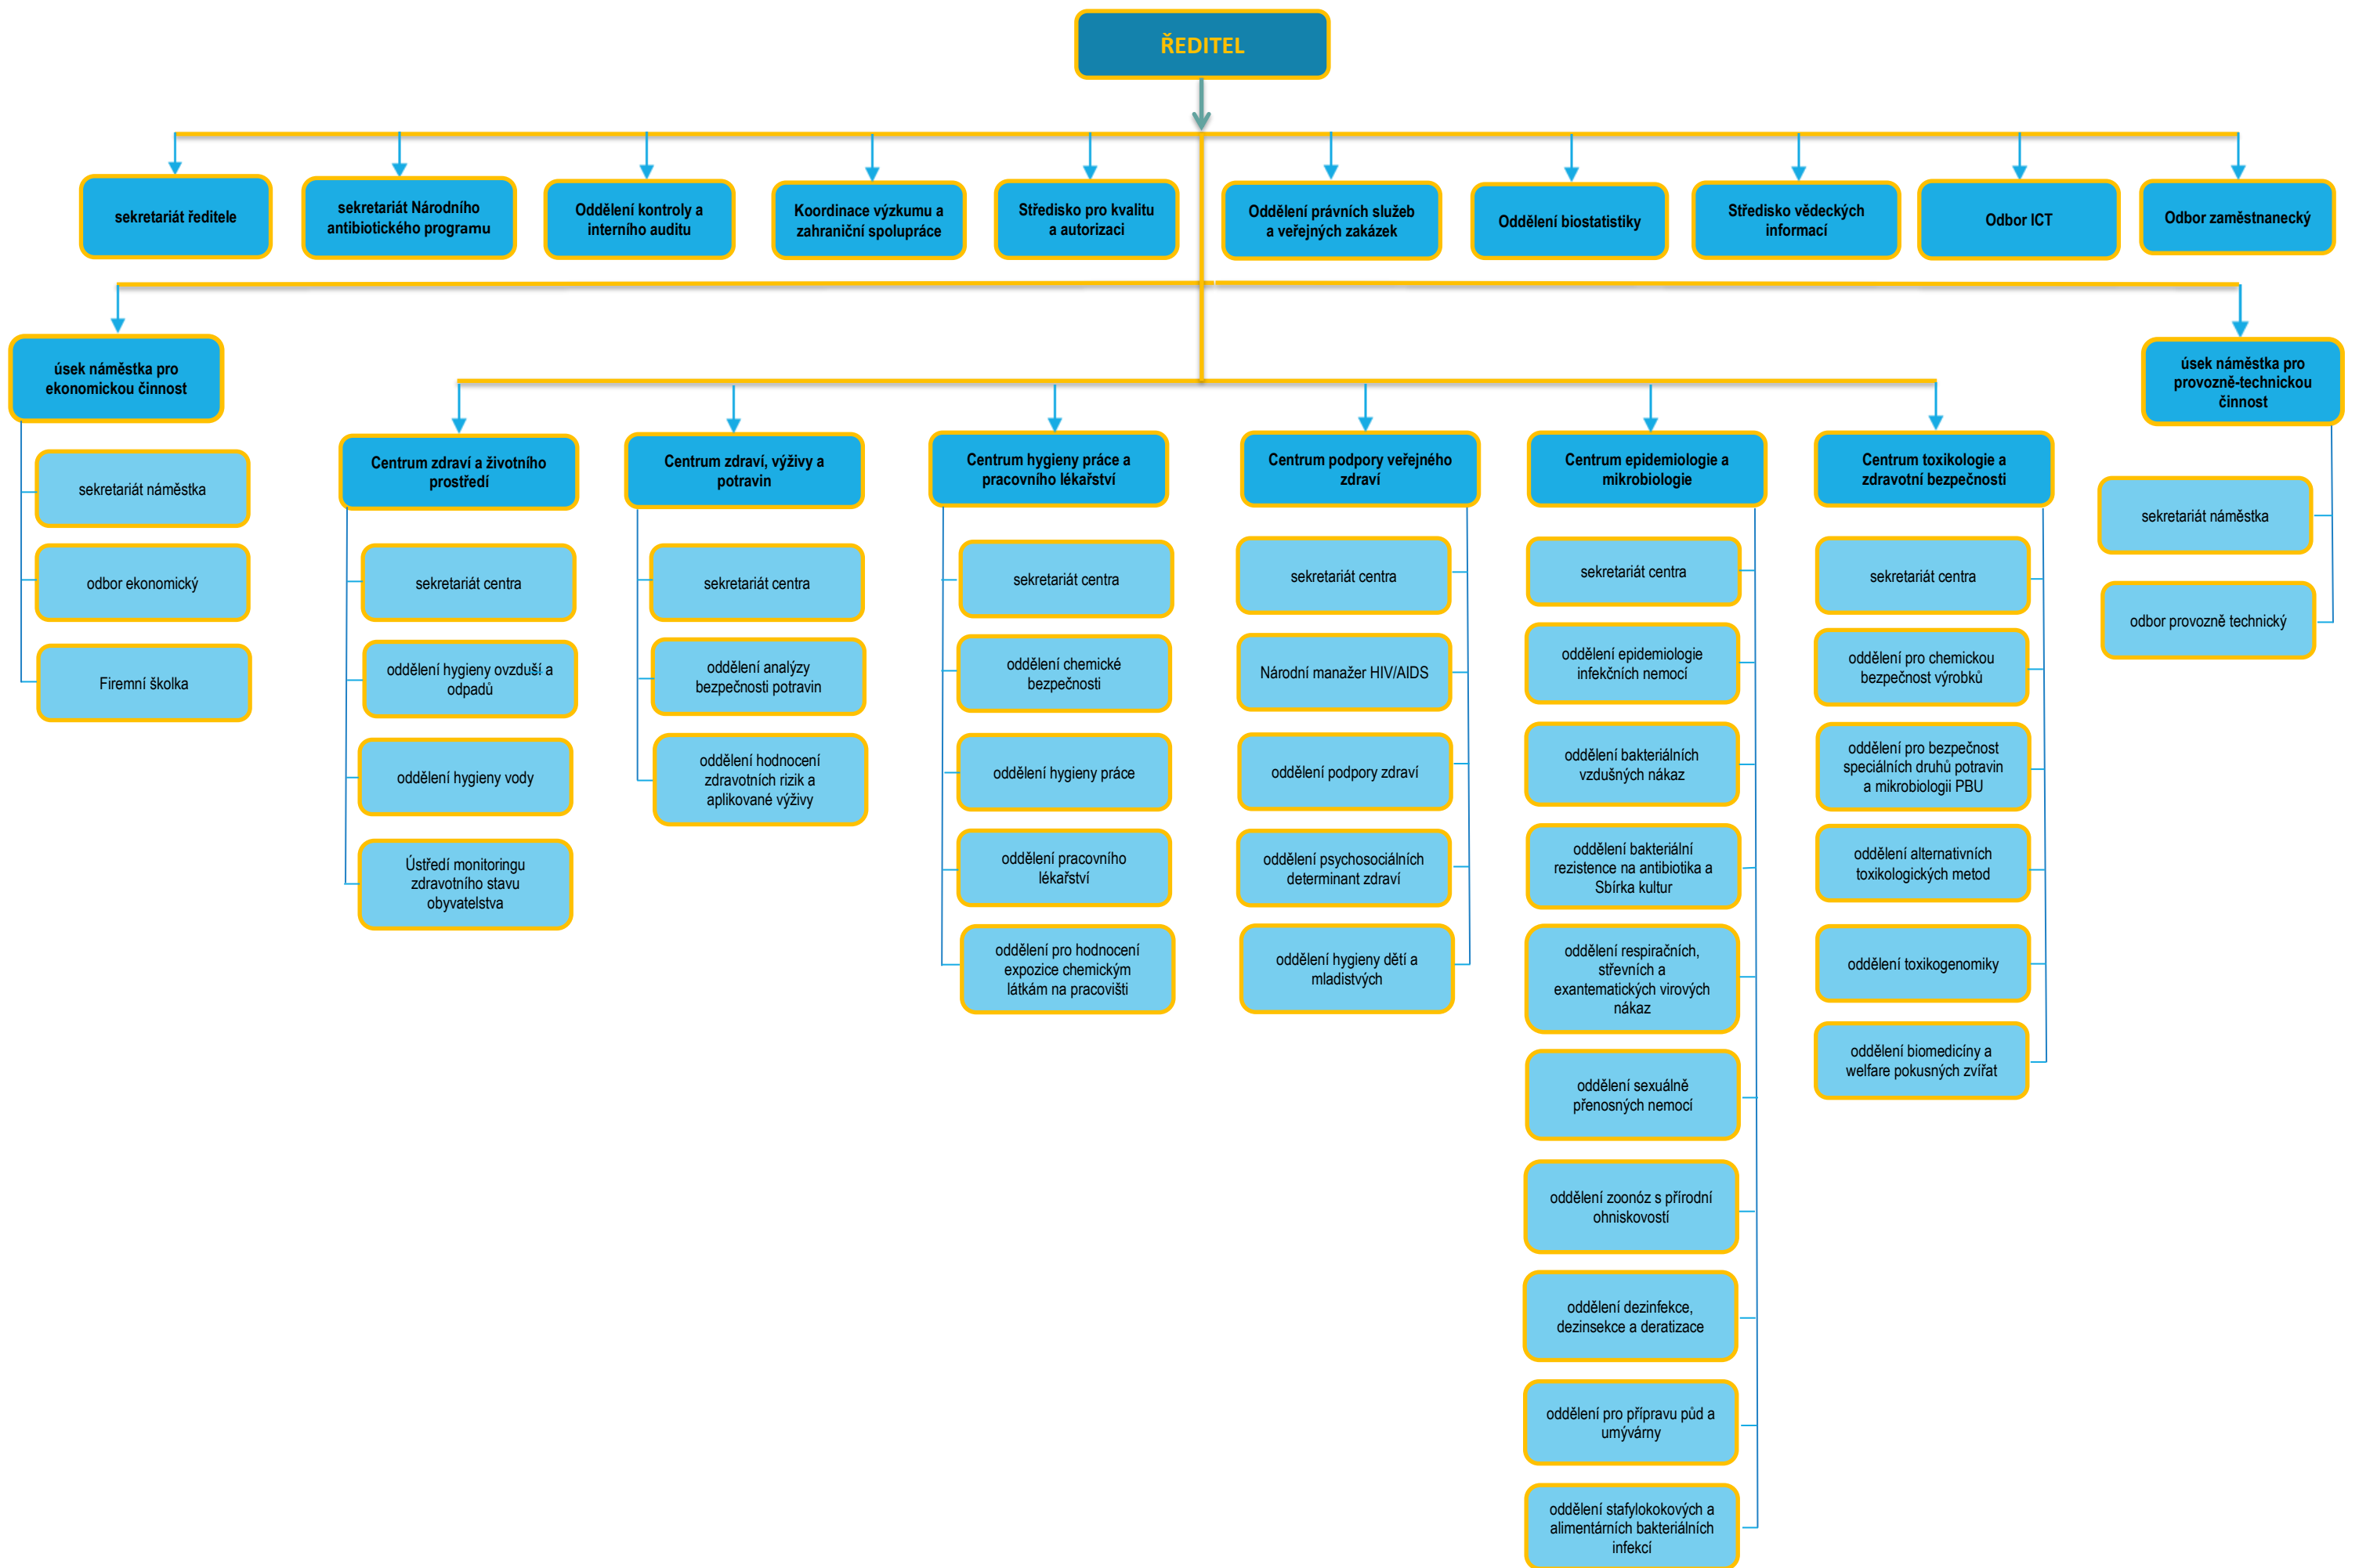 ŘEDITEL
sekretariát ředitele
sekretariát Národního
antibiotického programu
Oddělení kontroly a
interního auditu
Koordinace výzkumu a
zahraniční spolupráce
Středisko pro kvalitu
a autorizaci
Oddělení právních služeb
a veřejných zakázek
Oddělení biostatistiky
Středisko vědeckých
informací
Odbor ICT
Odbor zaměstnanecký
úsek náměstka pro
ekonomickou činnost
sekretariát náměstka
odbor ekonomický
Firemní školka
Centrum zdraví a životního
prostředí
sekretariát centra
oddělení hygieny ovzduší a
odpadů
oddělení hygieny vody
Ústředí monitoringu
zdravotního stavu
obyvatelstva
Centrum zdraví, výživy a
potravin
sekretariát centra
oddělení analýzy
bezpečnosti potravin
oddělení hodnocení
zdravotních rizik a
aplikované výživy
Centrum hygieny práce a
pracovního lékařství
sekretariát centra
oddělení chemické
bezpečnosti
oddělení hygieny práce
oddělení pracovního
lékařství
oddělení pro hodnocení
expozice chemickým
látkám na pracovišti
Centrum podpory veřejného
zdraví
sekretariát centra
Národní manažer HIV/AIDS
oddělení podpory zdraví
oddělení psychosociálních
determinant zdraví
oddělení hygieny dětí a
mladistvých
Centrum epidemiologie a
mikrobiologie
sekretariát centra
oddělení epidemiologie
infekčních nemocí
oddělení bakteriálních
vzdušných nákaz
oddělení bakteriální
rezistence na antibiotika a
Sbírka kultur
oddělení respiračních,
střevních a
exantematických virových
nákaz
oddělení sexuálně
přenosných nemocí
oddělení zoonóz s přírodní
ohniskovostí
oddělení dezinfekce,
dezinsekce a deratizace
oddělení pro přípravu půd a
umývárny
oddělení stafylokokových a
alimentárních bakteriálních
infekcí
Centrum toxikologie a
zdravotní bezpečnosti
sekretariát centra
oddělení pro chemickou
bezpečnost výrobků
oddělení pro bezpečnost
speciálních druhů potravin
a mikrobiologii PBU
oddělení alternativních
toxikologických metod
oddělení toxikogenomiky
oddělení biomedicíny a
welfare pokusných zvířat
úsek náměstka pro
provozně-technickou
činnost
sekretariát náměstka
odbor provozně technický